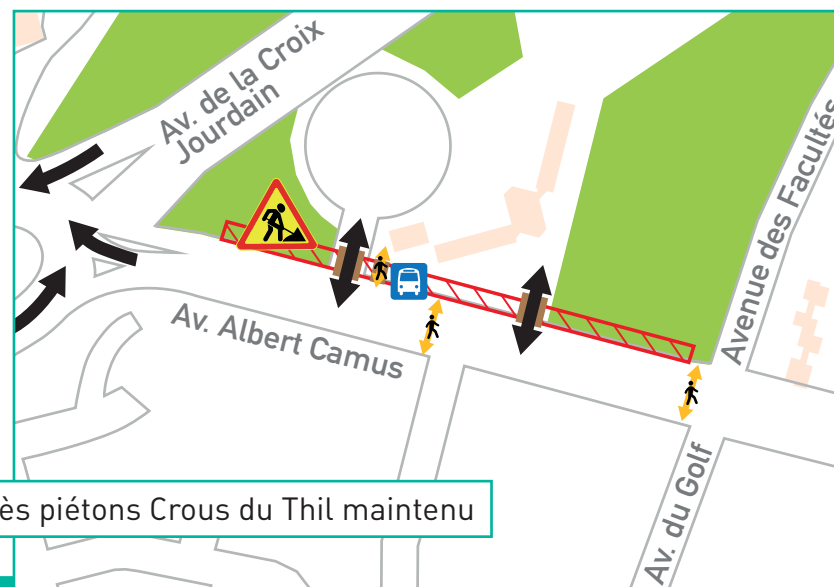 Av. de la Croix
Jourdain
Avenue des Facultés
Av. Albert Camus
Av. du Golf
ès piétons Crous du Thil maintenu